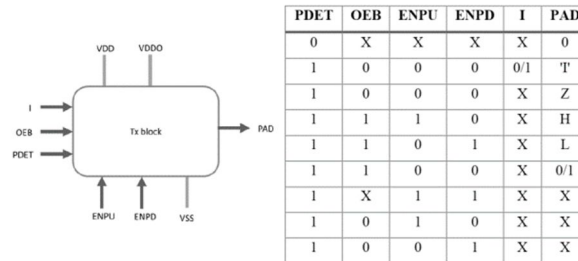 VDD VDDO
I
OEB
PDET
Tx block
PAD
ENPU ENPD VSS
PDET OEB ENPU ENPD I PAD
0 X X X X 0
1 0 0 0 0/1 T
1 0 0 0 X Z
1 1 1 0 X H
1 1 0 1 X L
1 1 0 0 X 0/1
1 X 1 1 X X
1 0 1 0 X X
1 0 0 1 X X